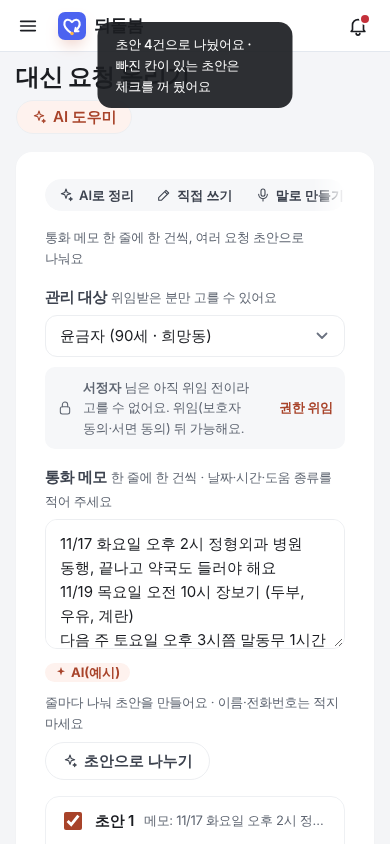 초안 4건으로 나눴어요 ·
빠진 칸이 있는 초안은
체크를 꺼 뒀어요
대신 요청
AI 도우미
AI로 정리
직접 쓰기
말로 만들기
통화 메모 한 줄에 한 건씩, 여러 요청 초안으로
나눠요
관리 대상 위임받은 분만 고를 수 있어요
윤금자 (90세 · 희망동)
서정자 님은 아직 위임 전이라
고를 수 없어요. 위임(보호자
동의·서면 동의) 뒤 가능해요.
권한 위임
통화 메모 한 줄에 한 건씩 · 날짜·시간·도움 종류를
적어 주세요
11/17 화요일 오후 2시 정형외과 병원
동행, 끝나고 약국도 들러야 해요
11/19 목요일 오전 10시 장보기 (두부,
우유, 계란)
다음 주 토요일 오후 3시쯤 말동무 1시간
AI(예시)
줄마다 나눠 초안을 만들어요 · 이름·전화번호는 적지
마세요
초안으로 나누기
초안 1 메모: 11/17 화요일 오후 2시 정...